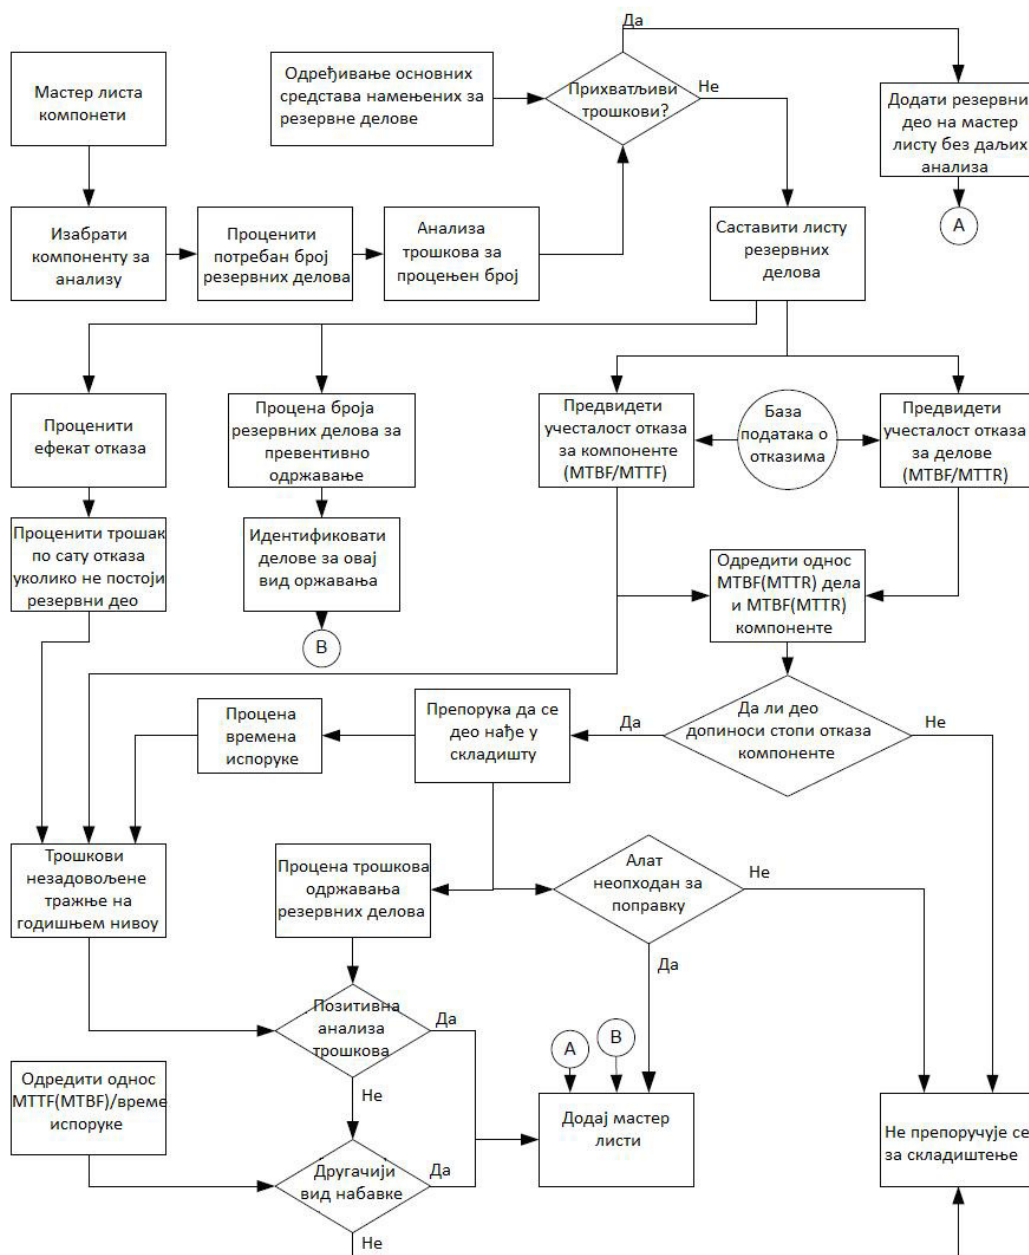 Да
Мастер листа
компонети
Одређивање основних
средстава намењених за
резервне делове
Прихватљиви
трошкови?
Не
Додати резервни
део на мастер
листу без даљих
анализа
А
Изабрати
компоненту за
анализу
Проценити
потребан број
резервних делова
Анализа
трошкова за
процењен број
Саставити листу
резервних
делова
Проценити
ефекат отказа
Процена броја
резервних делова за
превентивно
одржавање
Предвидети
учесталост отказа
за компоненте
(MTBF/MTTF)
База
података о
отказима
Предвидети
учесталост отказа
за делове
(MTBF/MTTR)
Проценити трошак
по сату отказа
уколико не постоји
резервни део
Идентификовати
делове за овај
вид оржавања
В
Одредити однос
MTBF(MTTR) дела
и MTBF(MTTR)
компоненте
Процена
времена
испоруке
Препорука да се
део нађе у
складишту
Да
Да ли део
допиноси стопи отказа
компоненте
Не
Трошкови
незадовољене
тражње на
годишњем нивоу
Процена трошкова
одржавања
резервних делова
Алат
неопходан за
поправку
Не
Да
Позитивна
анализа
трошкова
Да
Не
А
В
Одредити однос
MTTF(MTBF)/време
испоруке
Додај мастер
листи
Не препоручује се
за складиштење
Другачији
вид набавке
Да
Не